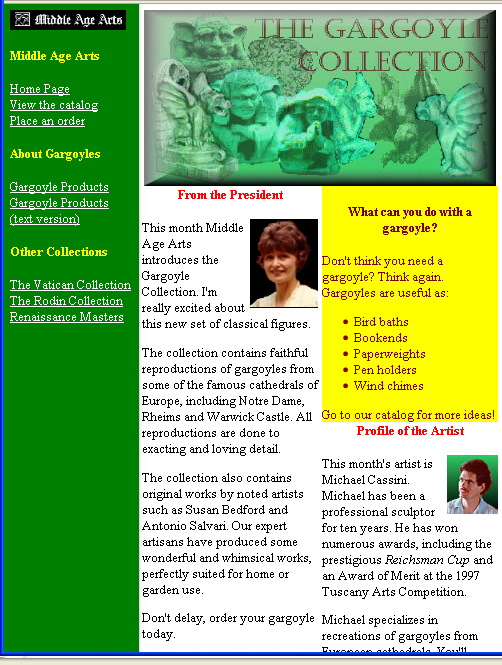 Middle Age Arts
Middle Age Arts
Home Page
View the catalog
Place an order
About Gargoyles
Gargoyle Products
Gargoyle Products
(text version)
Other Collections
The Vatican Collection
The Rodin Collection
Renaissance Masters
THE GARGOYLE
COLLECTION
From the President
This month Middle
Age Arts
introduces the
Gargoyle
Collection. I'm
really excited about
this new set of classical figures.
The collection contains faithful
reproductions of gargoyles from
some of the famous cathedrals of
Europe, including Notre Dame,
Rheims and Warwick Castle. All
reproductions are done to
exacting and loving detail.
The collection also contains
original works by noted artists
such as Susan Bedford and
Antonio Salvari. Our expert
artisans have produced some
wonderful and whimsical works,
perfectly suited for home or
garden use.
Don't delay, order your gargoyle
today.
What can you do with a
gargoyle?
Don't think you need a
gargoyle? Think again.
Gargoyles are useful as:
• Bird baths
• Bookends
• Paperweights
• Pen holders
• Wind chimes
Go to our catalog for more ideas!
Profile of the Artist
This month's artist is
Michael Cassini.
Michael has been a
professional sculptor
for ten years. He has won
numerous awards, including the
prestigious Reichsman Cup and
an Award of Merit at the 1997
Tuscany Arts Competition.
Michael specializes in
recreations of gargoyles from
European cathedrals. You'll